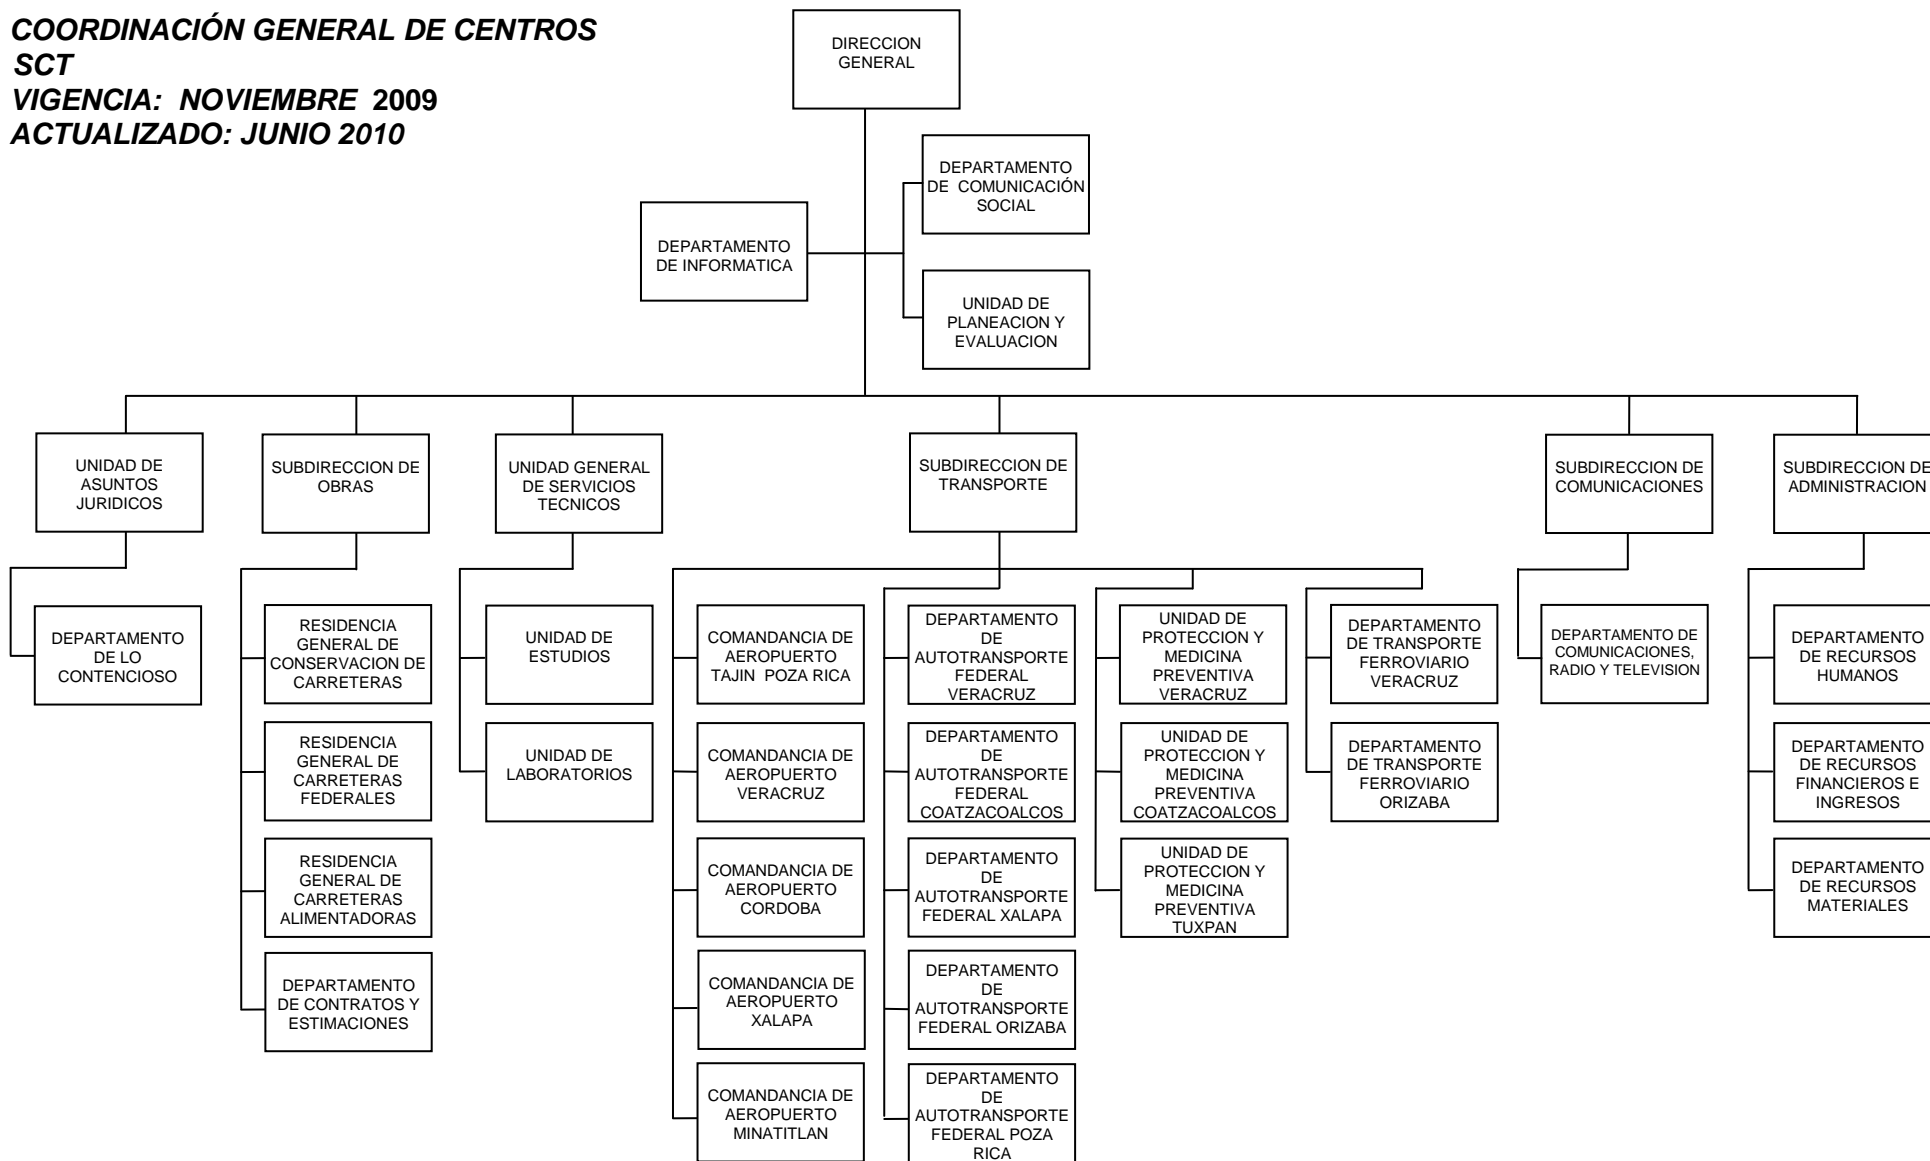 COORDINACIÓN GENERAL DE CENTROS
SCT
VIGENCIA: NOVIEMBRE 2009
ACTUALIZADO: JUNIO 2010
DIRECCION
GENERAL
DEPARTAMENTO
DE COMUNICACIÓN
SOCIAL
DEPARTAMENTO
DE INFORMATICA
UNIDAD DE
PLANEACION Y
EVALUACION
UNIDAD DE
ASUNTOS
JURIDICOS
SUBDIRECCION DE
OBRAS
UNIDAD GENERAL
DE SERVICIOS
TECNICOS
SUBDIRECCION DE
TRANSPORTE
SUBDIRECCION DE
COMUNICACIONES
SUBDIRECCION DE
ADMINISTRACION
DEPARTAMENTO
DE LO
CONTENCIOSO
RESIDENCIA
GENERAL DE
CONSERVACION DE
CARRETERAS
RESIDENCIA
GENERAL DE
CARRETERAS
FEDERALES
RESIDENCIA
GENERAL DE
CARRETERAS
ALIMENTADORAS
DEPARTAMENTO
DE CONTRATOS Y
ESTIMACIONES
UNIDAD DE
ESTUDIOS
UNIDAD DE
LABORATORIOS
COMANDANCIA DE
AEROPUERTO
TAJIN POZA RICA
COMANDANCIA DE
AEROPUERTO
VERACRUZ
COMANDANCIA DE
AEROPUERTO
CORDOBA
COMANDANCIA DE
AEROPUERTO
XALAPA
COMANDANCIA DE
AEROPUERTO
MINATITLAN
DEPARTAMENTO
DE
AUTOTRANSPORTE
FEDERAL
VERACRUZ
DEPARTAMENTO
DE
AUTOTRANSPORTE
FEDERAL
COATZACOALCOS
DEPARTAMENTO
DE
AUTOTRANSPORTE
FEDERAL XALAPA
DEPARTAMENTO
DE
AUTOTRANSPORTE
FEDERAL ORIZABA
DEPARTAMENTO
DE
AUTOTRANSPORTE
FEDERAL POZA
RICA
UNIDAD DE
PROTECCION Y
MEDICINA
PREVENTIVA
VERACRUZ
UNIDAD DE
PROTECCION Y
MEDICINA
PREVENTIVA
COATZACOALCOS
UNIDAD DE
PROTECCION Y
MEDICINA
PREVENTIVA
TUXPAN
DEPARTAMENTO
DE TRANSPORTE
FERROVIARIO
VERACRUZ
DEPARTAMENTO
DE TRANSPORTE
FERROVIARIO
ORIZABA
DEPARTAMENTO DE
COMUNICACIONES,
RADIO Y TELEVISION
DEPARTAMENTO
DE RECURSOS
HUMANOS
DEPARTAMENTO
DE RECURSOS
FINANCIEROS E
INGRESOS
DEPARTAMENTO
DE RECURSOS
MATERIALES